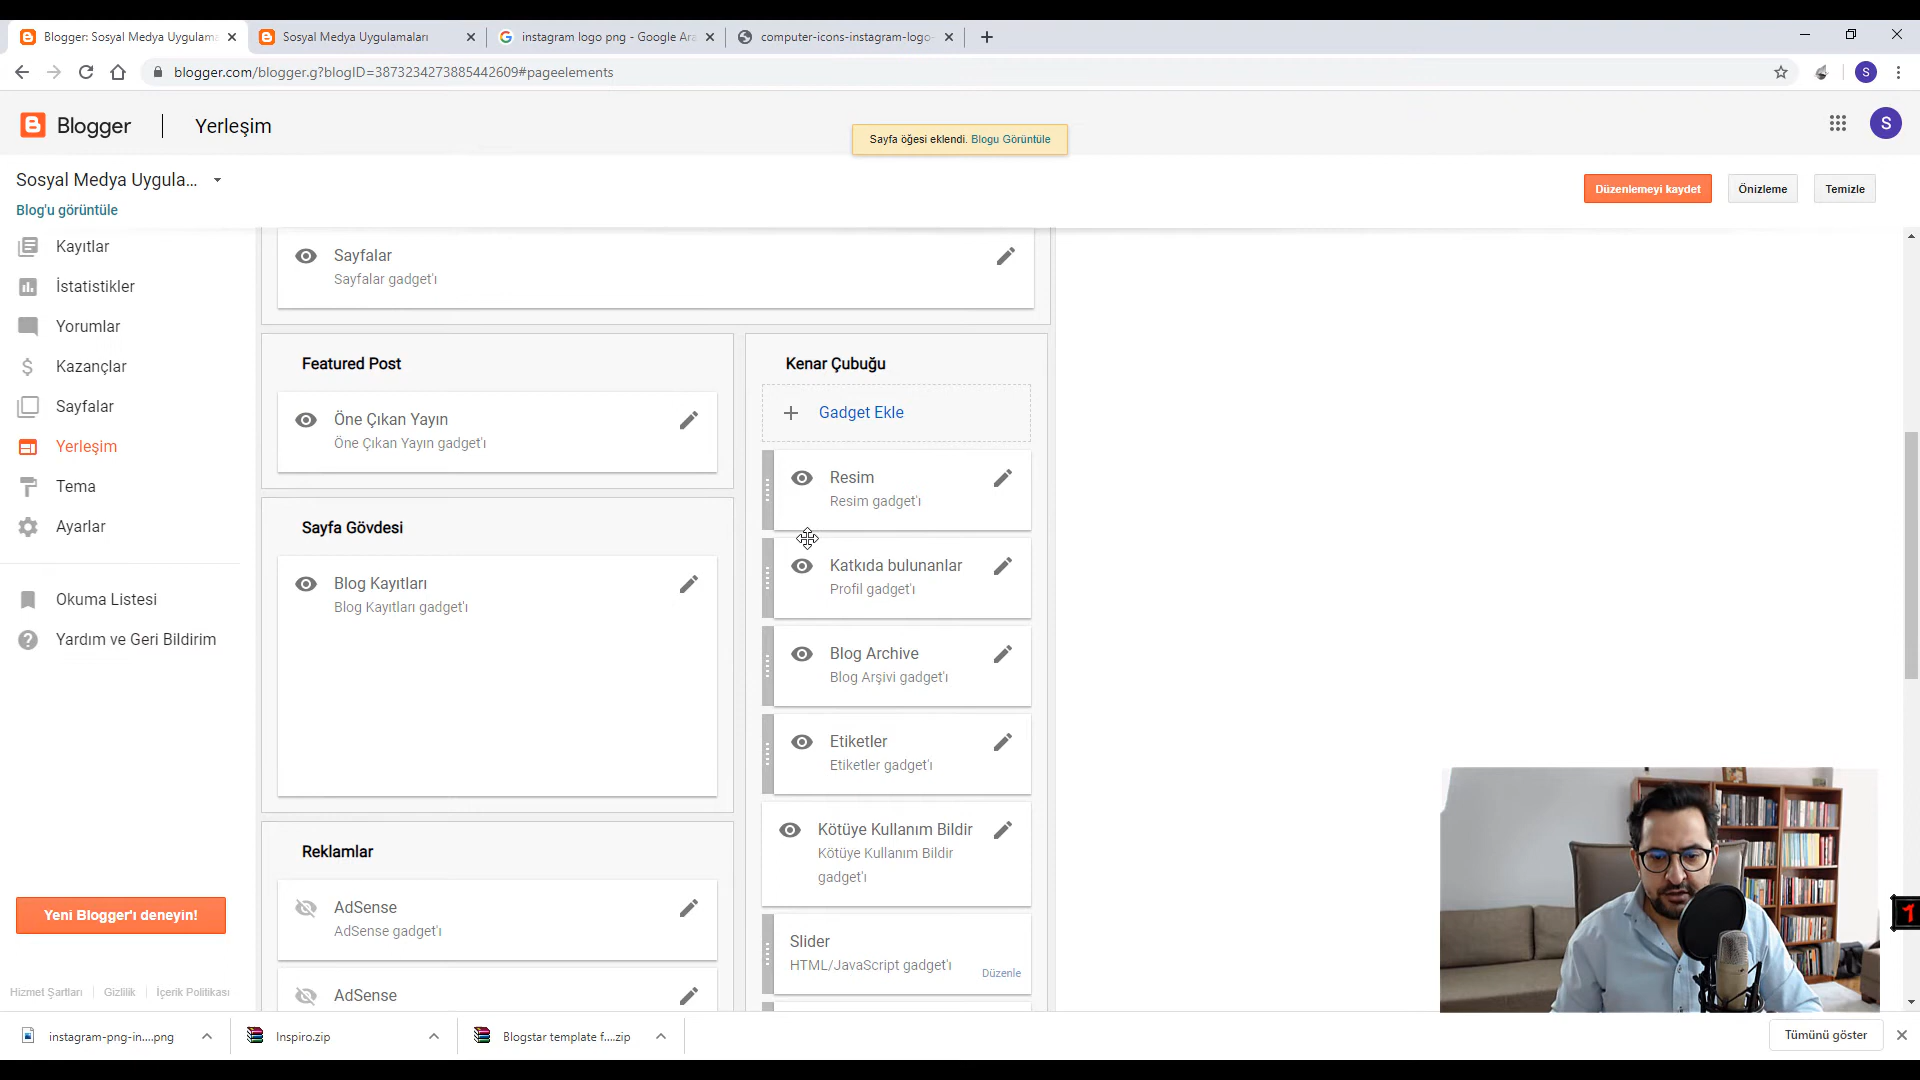 Blogger: Sosyal Medya Uygulama
Sosyal Medya Uygulamaları
instagram logo png - Google Ara
computer-icons-instagram-logo-
blogger.com/blogger.g?blogID=3873234273885442609#pageelements
S
Blogger
Yerleşim
Sayfa öğesi eklendi. Blogu Görüntüle
S
Sosyal Medya Uygula...
Blog'u görüntüle
Düzenlemeyi kaydet
Önizleme
Temizle
Kayıtlar
İstatistikler
Yorumlar
Kazançlar
Sayfalar
Yerleşim
Tema
Ayarlar
Okuma Listesi
Yardım ve Geri Bildirim
Yeni Blogger'ı deneyin!
Hizmet Şartları
Gizlilik
İçerik Politikası
Sayfalar
Sayfalar gadget'ı
Featured Post
Öne Çıkan Yayın
Öne Çıkan Yayın gadget'ı
Sayfa Gövdesi
Blog Kayıtları
Blog Kayıtları gadget'ı
Reklamlar
AdSense
AdSense gadget'ı
AdSense
Kenar Çubuğu
Gadget Ekle
Resim
Resim gadget'ı
Katkıda bulunanlar
Profil gadget'ı
Blog Archive
Blog Arşivi gadget'ı
Etiketler
Etiketler gadget'ı
Kötüye Kullanım Bildir
Kötüye Kullanım Bildir
gadget'ı
Slider
HTML/JavaScript gadget'ı
Düzenle
instagram-png-in....png
Inspiro.zip
Blogstar template f....zip
Tümünü göster